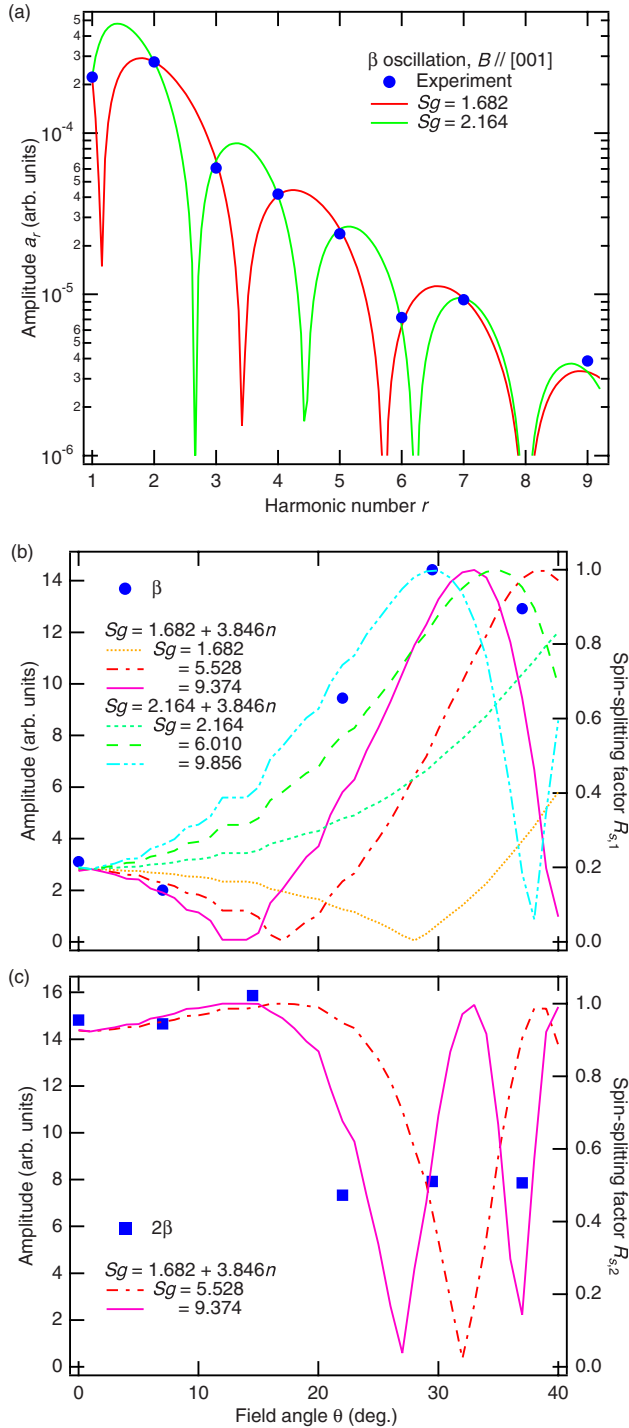 (a)
5
4
3
2
10⁻⁴
6
5
4
3
2
10⁻⁵
6
5
4
3
2
10⁻⁶
Amplitude aᵣ (arb. units)
β oscillation, B // [001]
Experiment
Sg = 1.682
Sg = 2.164
1 2 3 4 5 6 7 8 9
Harmonic number r
(b)
14
12
10
8
6
4
2
0
Amplitude (arb. units)
β
Sg = 1.682 + 3.846n
Sg = 1.682
= 5.528
= 9.374
Sg = 2.164 + 3.846n
Sg = 2.164
= 6.010
= 9.856
1.0
0.8
0.6
0.4
0.2
0.0
Spin-splitting factor Rs,1
(c)
16
14
12
10
8
6
4
2
0
Amplitude (arb. units)
2β
Sg = 1.682 + 3.846n
Sg = 5.528
= 9.374
1.0
0.8
0.6
0.4
0.2
0.0
Spin-splitting factor Rs,2
0 10 20 30 40
Field angle θ (deg.)